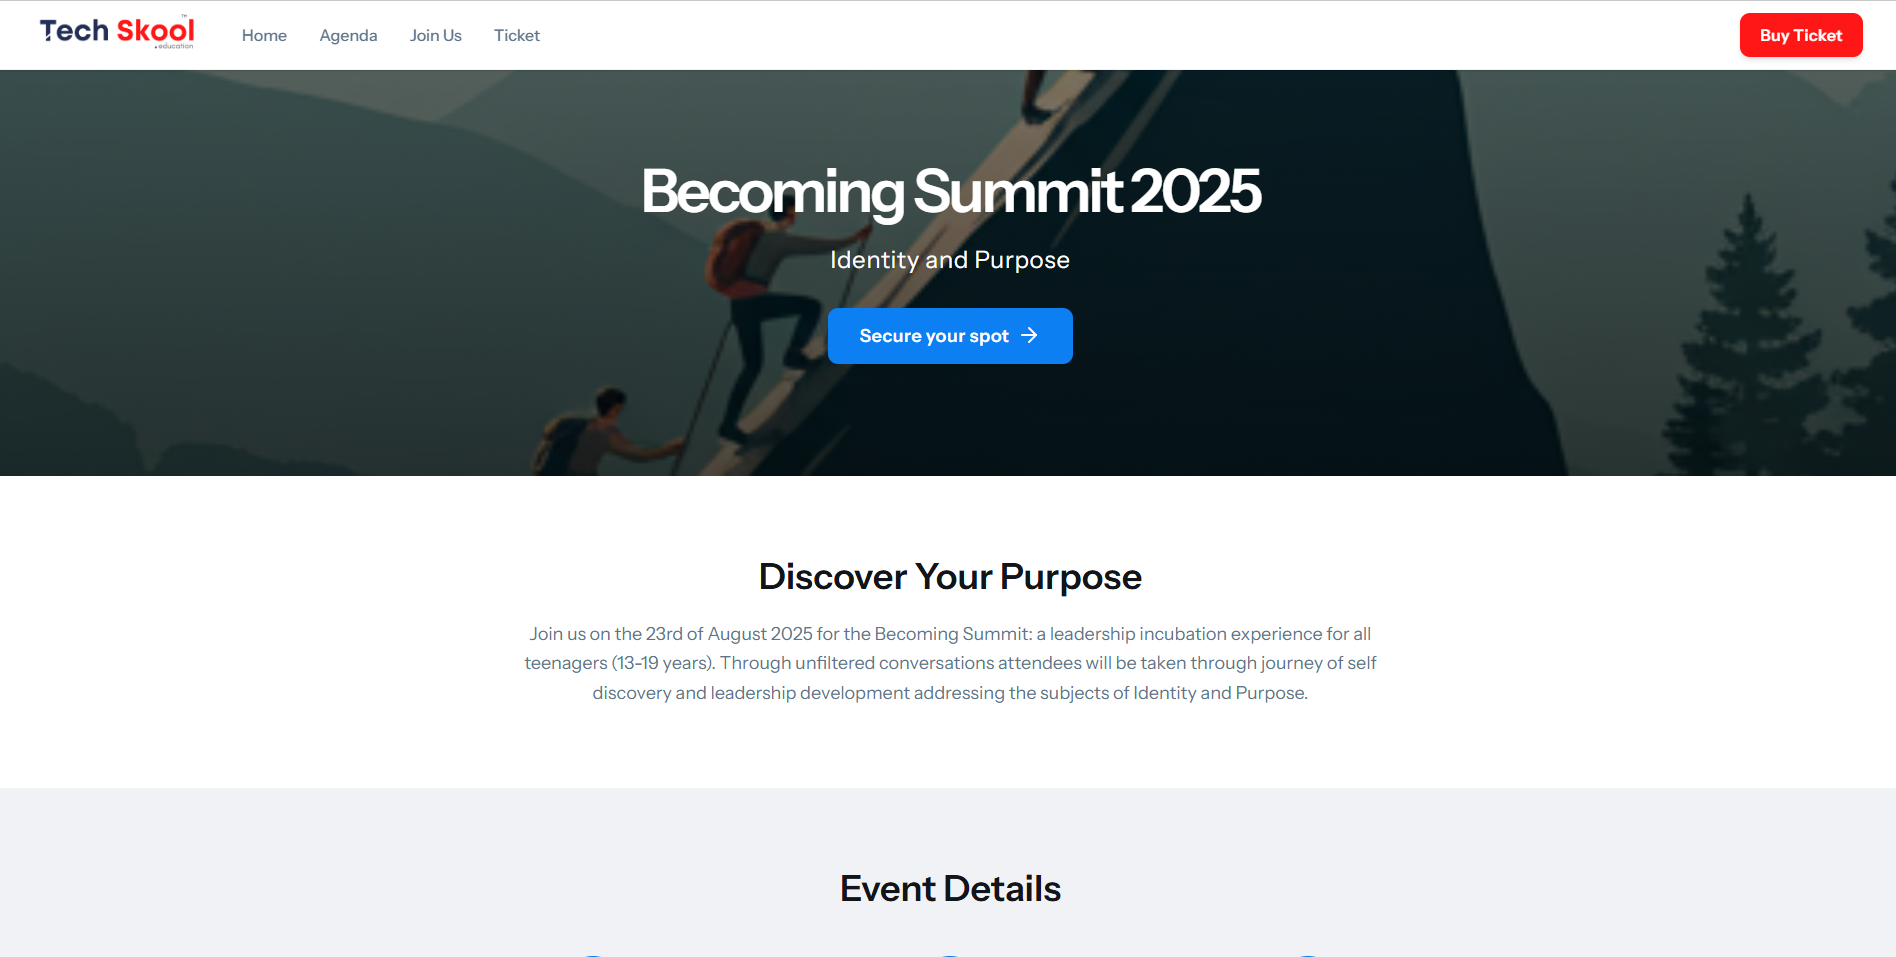 Tech Skool
.education
TM
Home
Agenda
Join Us
Ticket
Buy Ticket
Becoming Summit 2025
Identity and Purpose
Secure your spot →
Discover Your Purpose
Join us on the 23rd of August 2025 for the Becoming Summit: a leadership incubation experience for all
teenagers (13-19 years). Through unfiltered conversations attendees will be taken through journey of self
discovery and leadership development addressing the subjects of Identity and Purpose.
Event Details